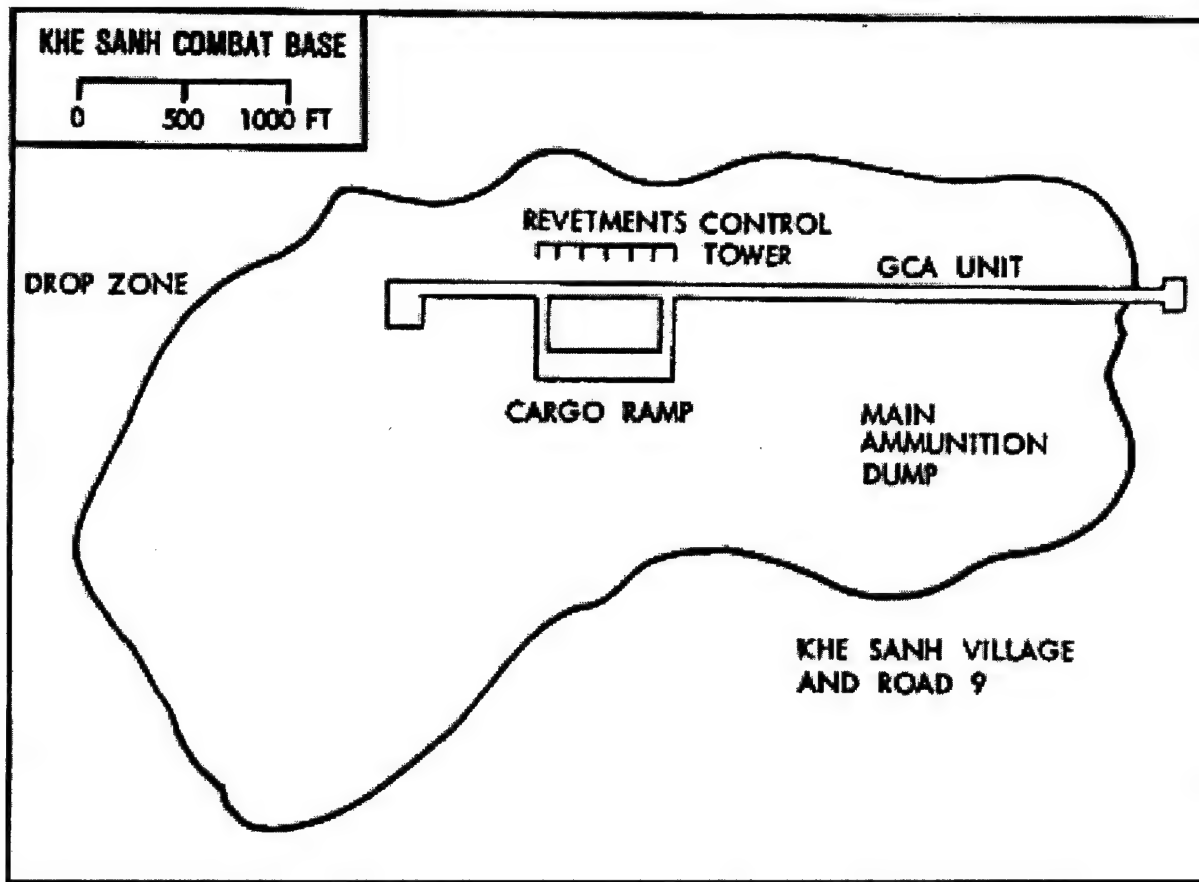 KHE SANH COMBAT BASE
0 500 1000 FT
REVETMENTS CONTROL
TOWER
DROP ZONE
GCA UNIT
CARGO RAMP
MAIN
AMMUNITION
DUMP
KHE SANH VILLAGE
AND ROAD 9